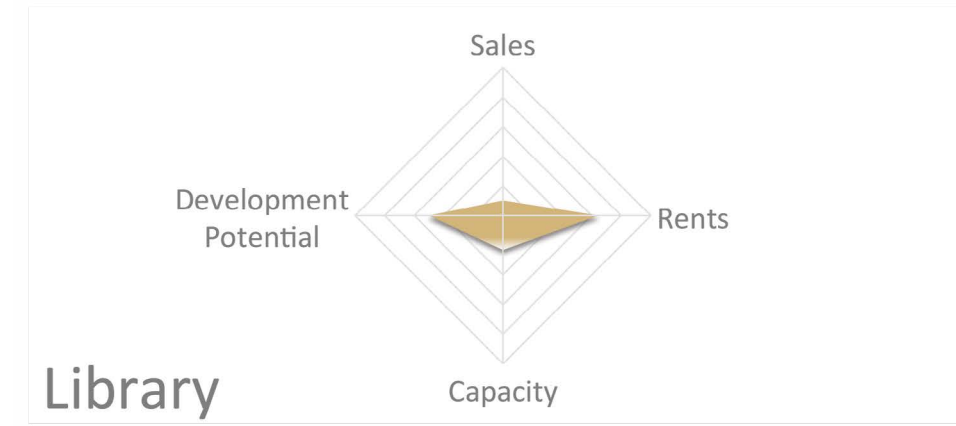 Sales
Development
Potential
Rents
Capacity
Library